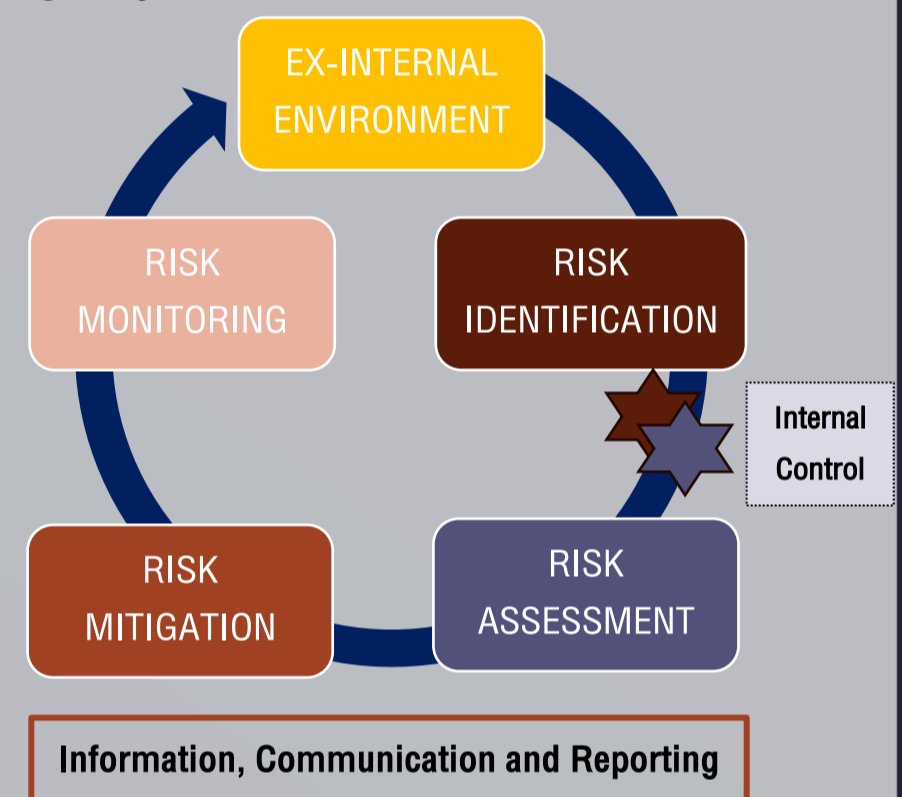 EX-INTERNAL
ENVIRONMENT
RISK
MONITORING
RISK
IDENTIFICATION
Internal
Control
RISK
MITIGATION
RISK
ASSESSMENT
Information, Communication and Reporting